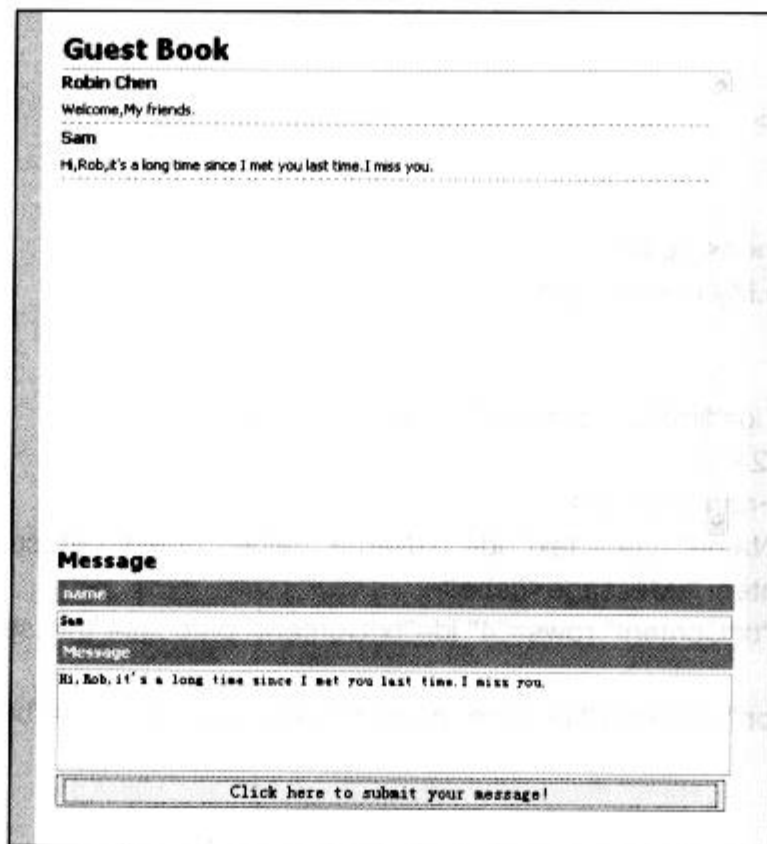 Guest Book
Robin Chen
Welcome,My friends.
Sam
Hi,Rob,it's a long time since I met you last time.I miss you.
Message
name
Sam
Message
Hi,Rob,it's a long time since I met you last time.I miss you.
Click here to submit your message!